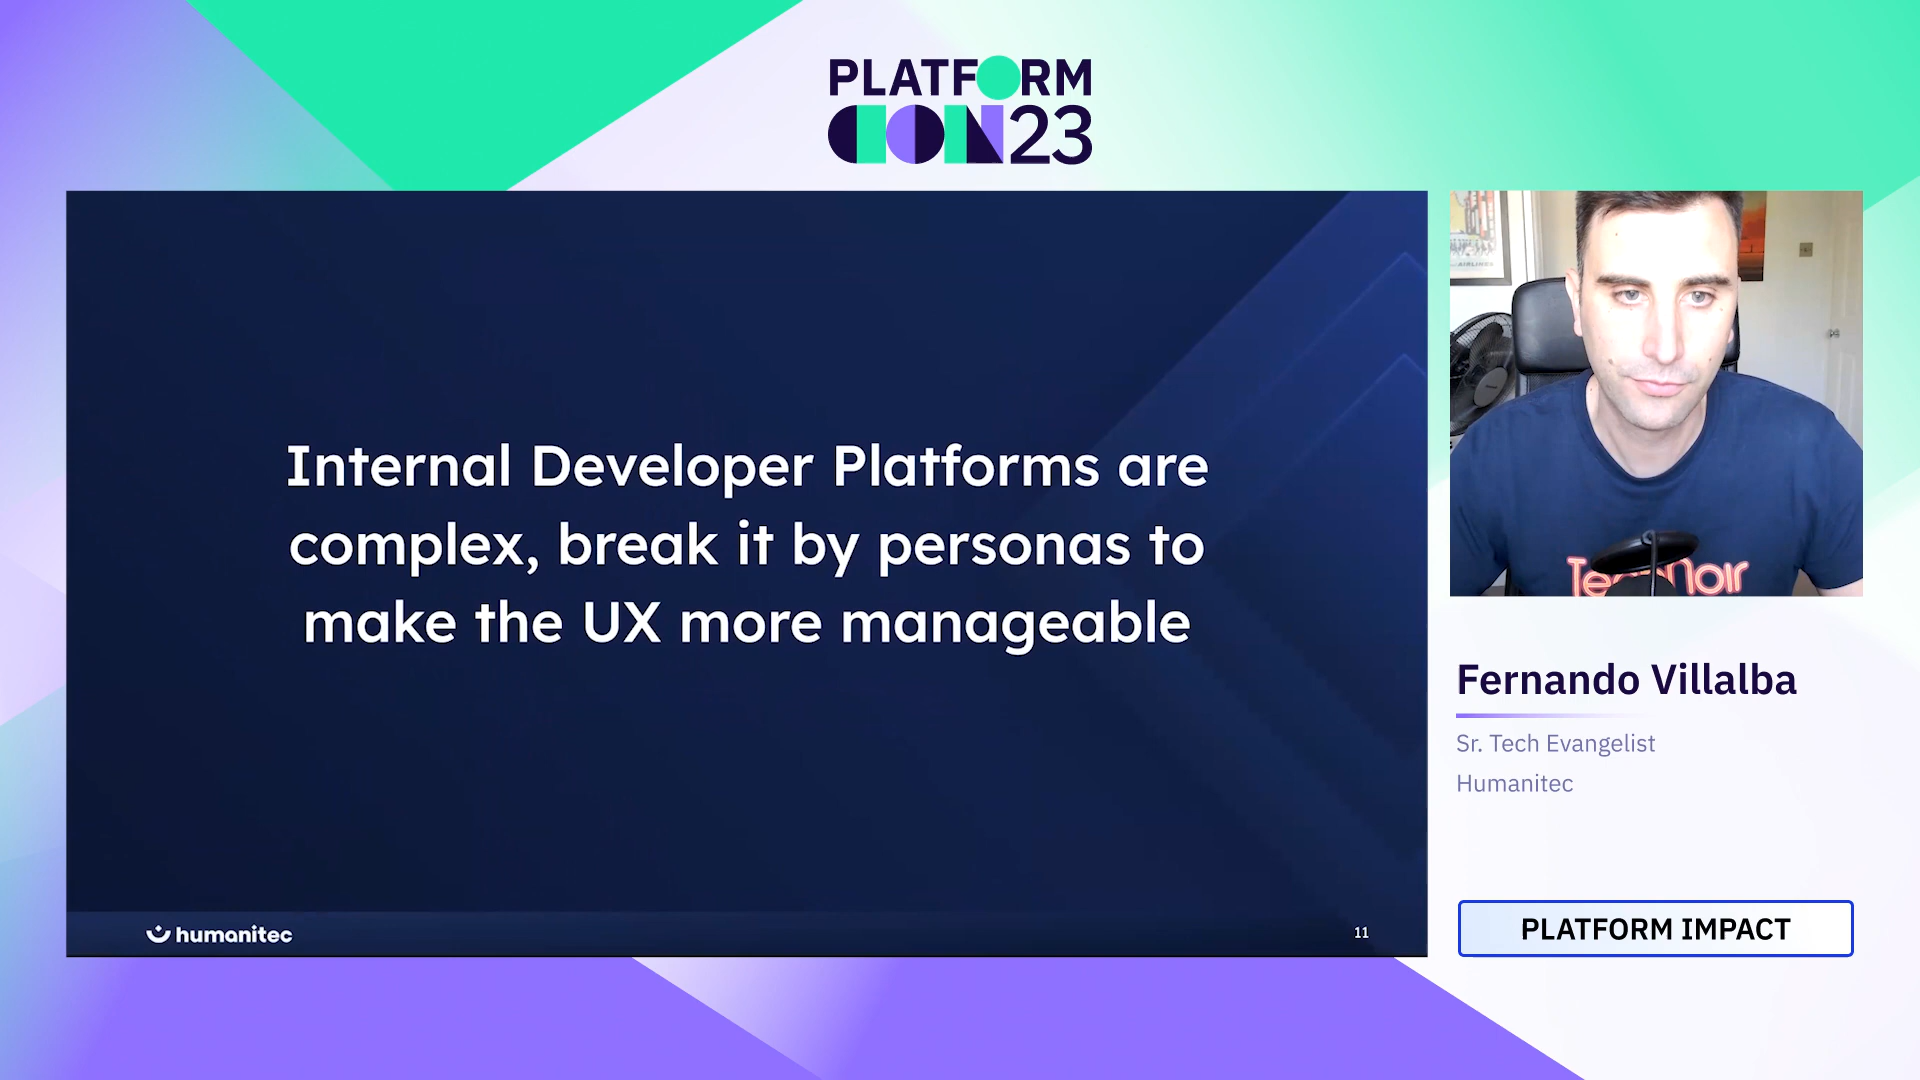 PLATFORM
CON23
Internal Developer Platforms are
complex, break it by personas to
make the UX more manageable
humanitec
11
AIRLINES
Fernando Villalba
Sr. Tech Evangelist
Humanitec
PLATFORM IMPACT